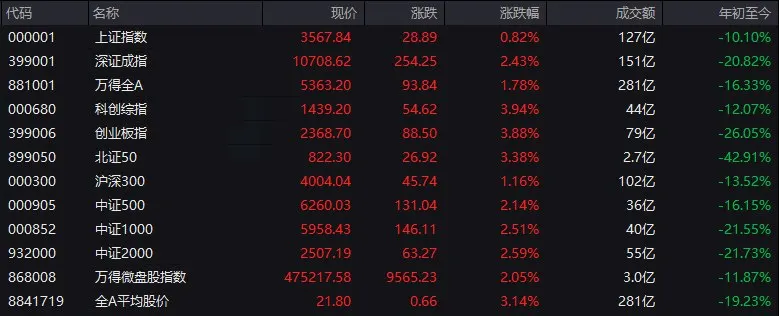 代码 名称 现价 涨跌 涨跌幅 成交额 年初至今
000001 上证指数 3567.84 28.89 0.82% 127亿 -10.10%
399001 深证成指 10708.62 254.25 2.43% 151亿 -20.82%
881001 万得全A 5363.20 93.84 1.78% 281亿 -16.33%
000680 科创综指 1439.20 54.62 3.94% 44亿 -12.07%
399006 创业板指 2368.70 88.50 3.88% 79亿 -26.05%
899050 北证50 822.30 26.92 3.38% 2.7亿 -42.91%
000300 沪深300 4004.04 45.74 1.16% 102亿 -13.52%
000905 中证500 6260.03 131.04 2.14% 36亿 -16.15%
000852 中证1000 5958.43 146.11 2.51% 40亿 -21.55%
932000 中证2000 2507.19 63.27 2.59% 55亿 -21.73%
868008 万得微盘股指数 475217.58 9565.23 2.05% 3.0亿 -11.87%
8841719 全A平均股价 21.80 0.66 3.14% 281亿 -19.23%